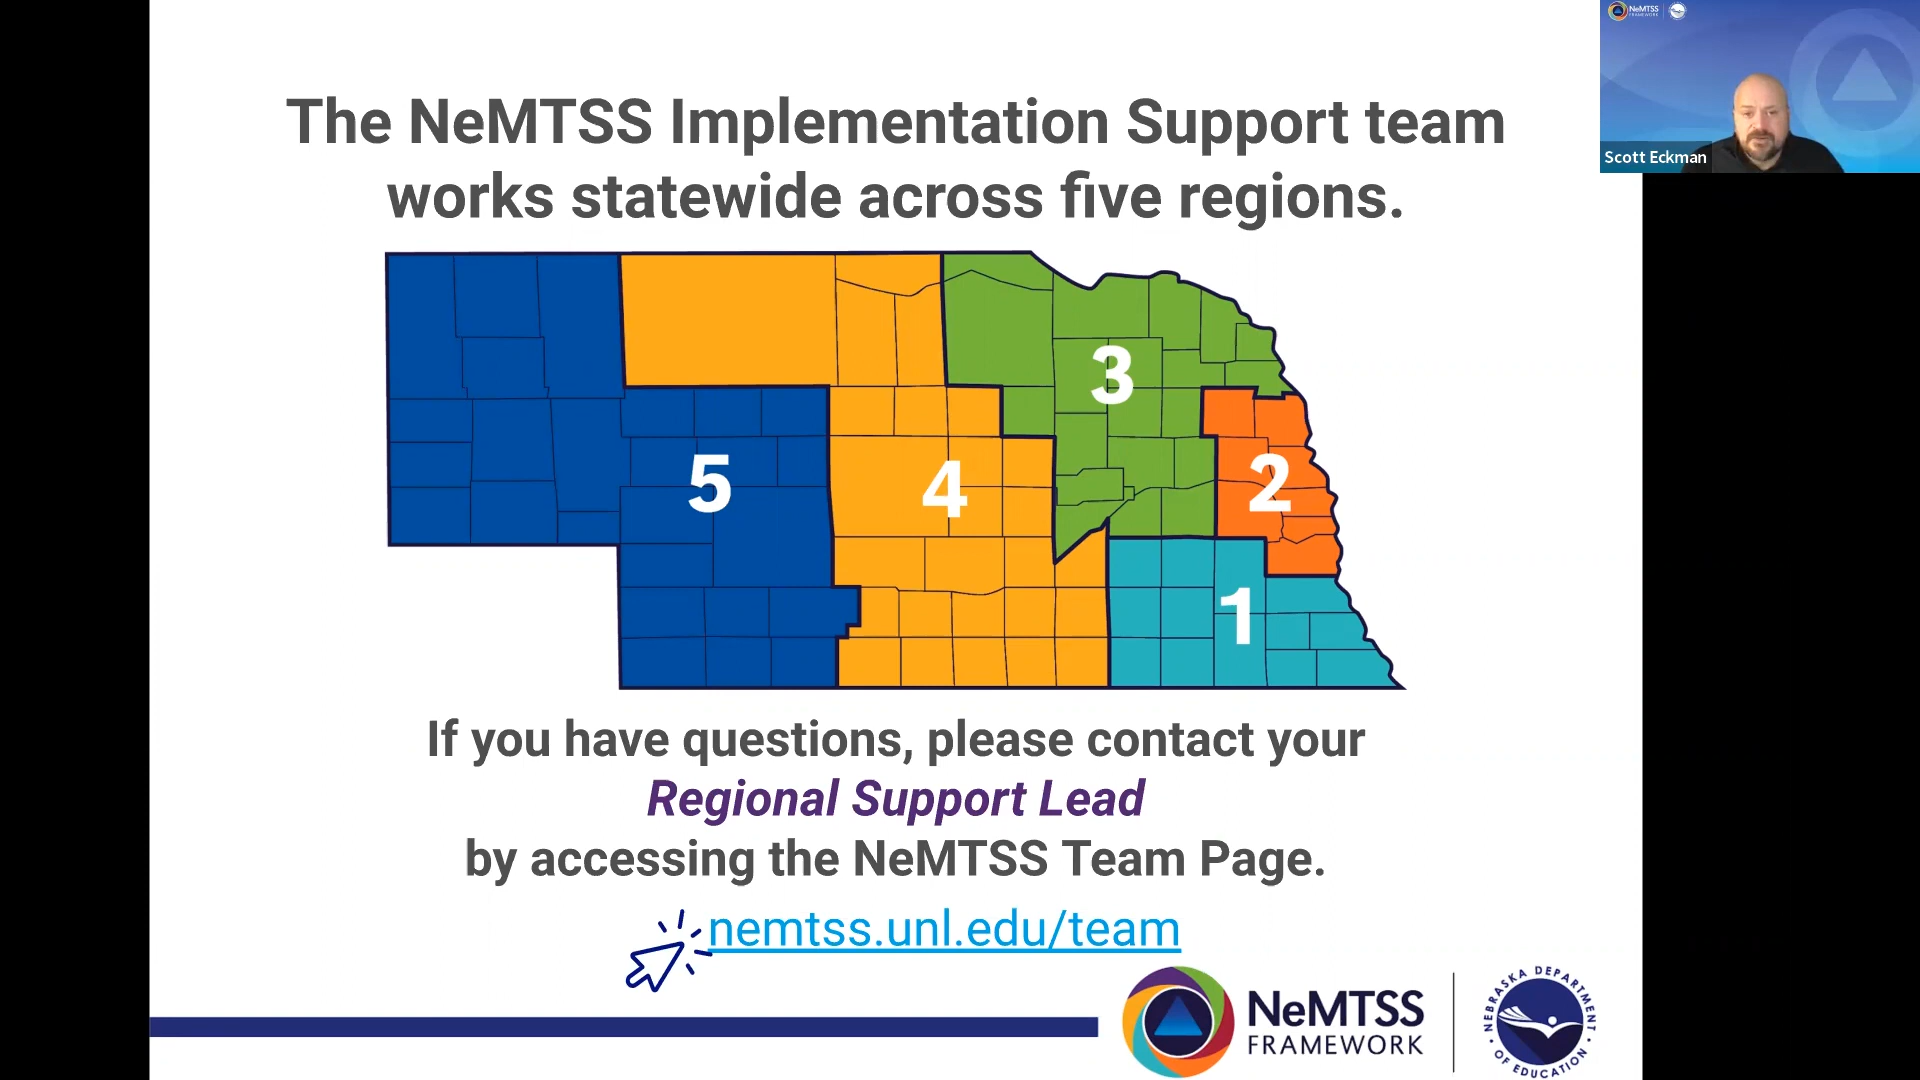 The NeMTSS Implementation Support team
works statewide across five regions.
NeMTSS
FRAMEWORK
Scott Eckman
3
5
4
2
1
If you have questions, please contact your
Regional Support Lead
by accessing the NeMTSS Team Page.
nemtss.unl.edu/team
NeMTSS
FRAMEWORK
NEBRASKA DEPARTMENT
OF EDUCATION